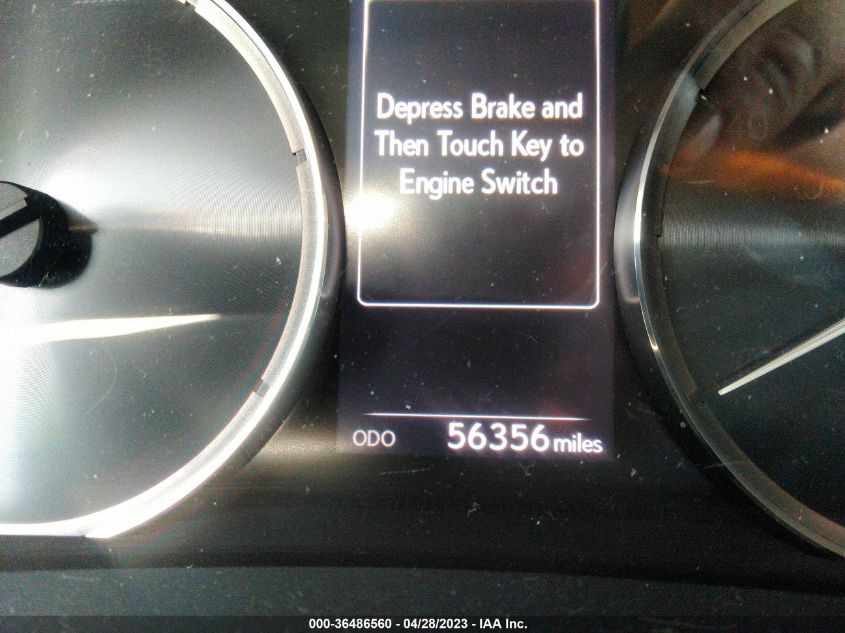 Depress Brake and
Then Touch Key to
Engine Switch
ODO 56356 miles
000-36486560 - 04/28/2023 - IAA Inc.